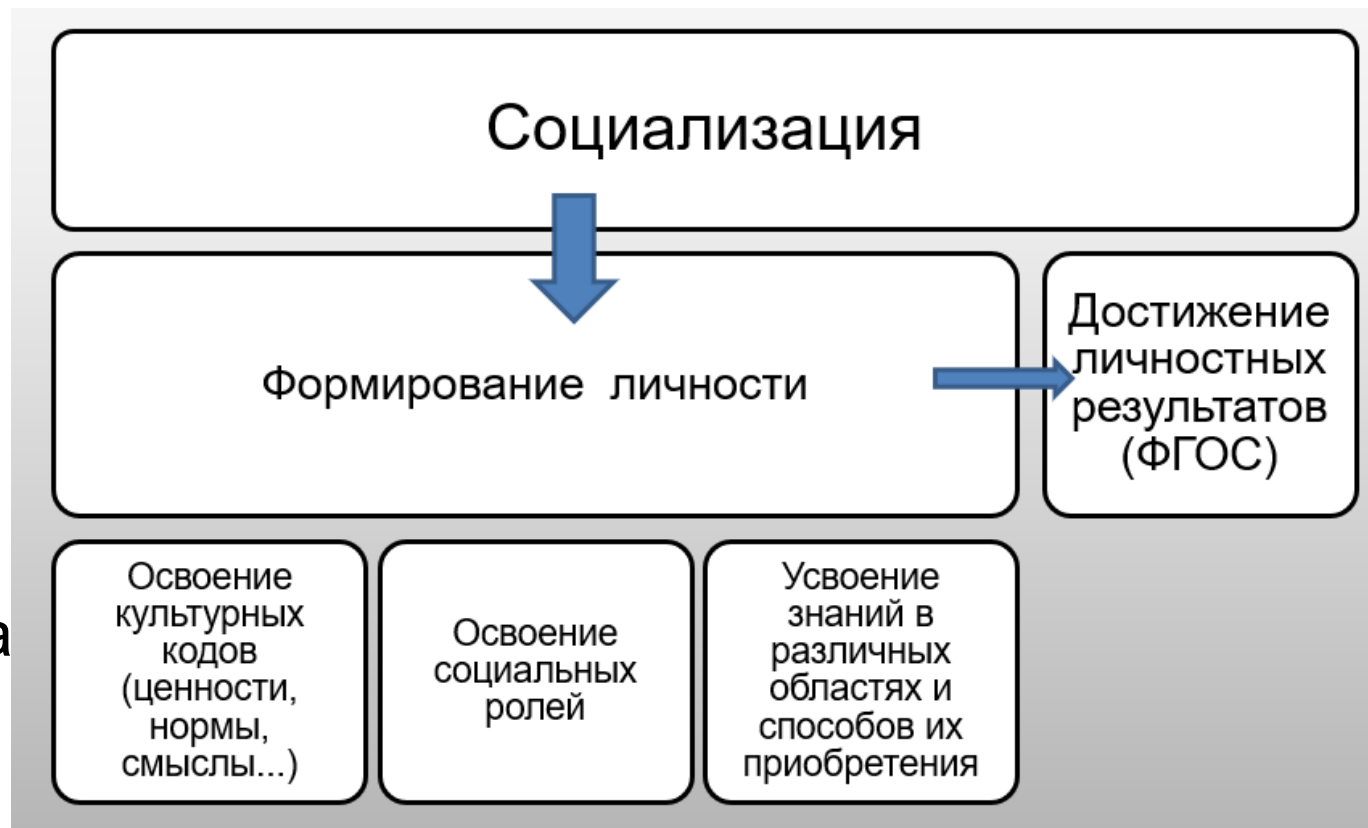 Социализация
Формирование личности
Достижение
личностных
результатов
(ФГОС)
Освоение
культурных
кодов
(ценности,
нормы,
смыслы...)
Освоение
социальных
ролей
Усвоение
знаний в
различных
областях и
способов их
приобретения
а